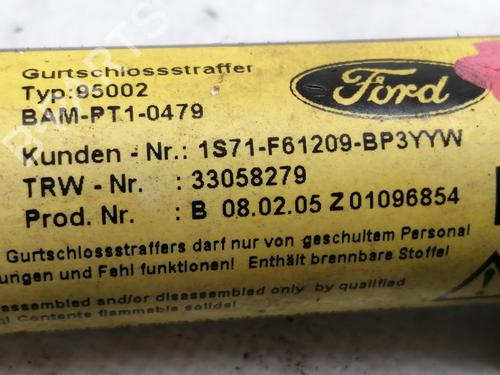 Gurtschlossstraffer
Typ:95002
BAM-PT1-0479
Ford
Kunden - Nr.: 1S71-F61209-BP3YYW
TRW - Nr. : 33058279
Prod. Nr. : B 08.02.05 Z01096854
Gurtschlossstraffers darf nur von geschultem Personal
ungen und Fehl funktionen! Enthält brennbare Stoffe!
assembled and/or disassembled only by qualified
Contents flammable solids!